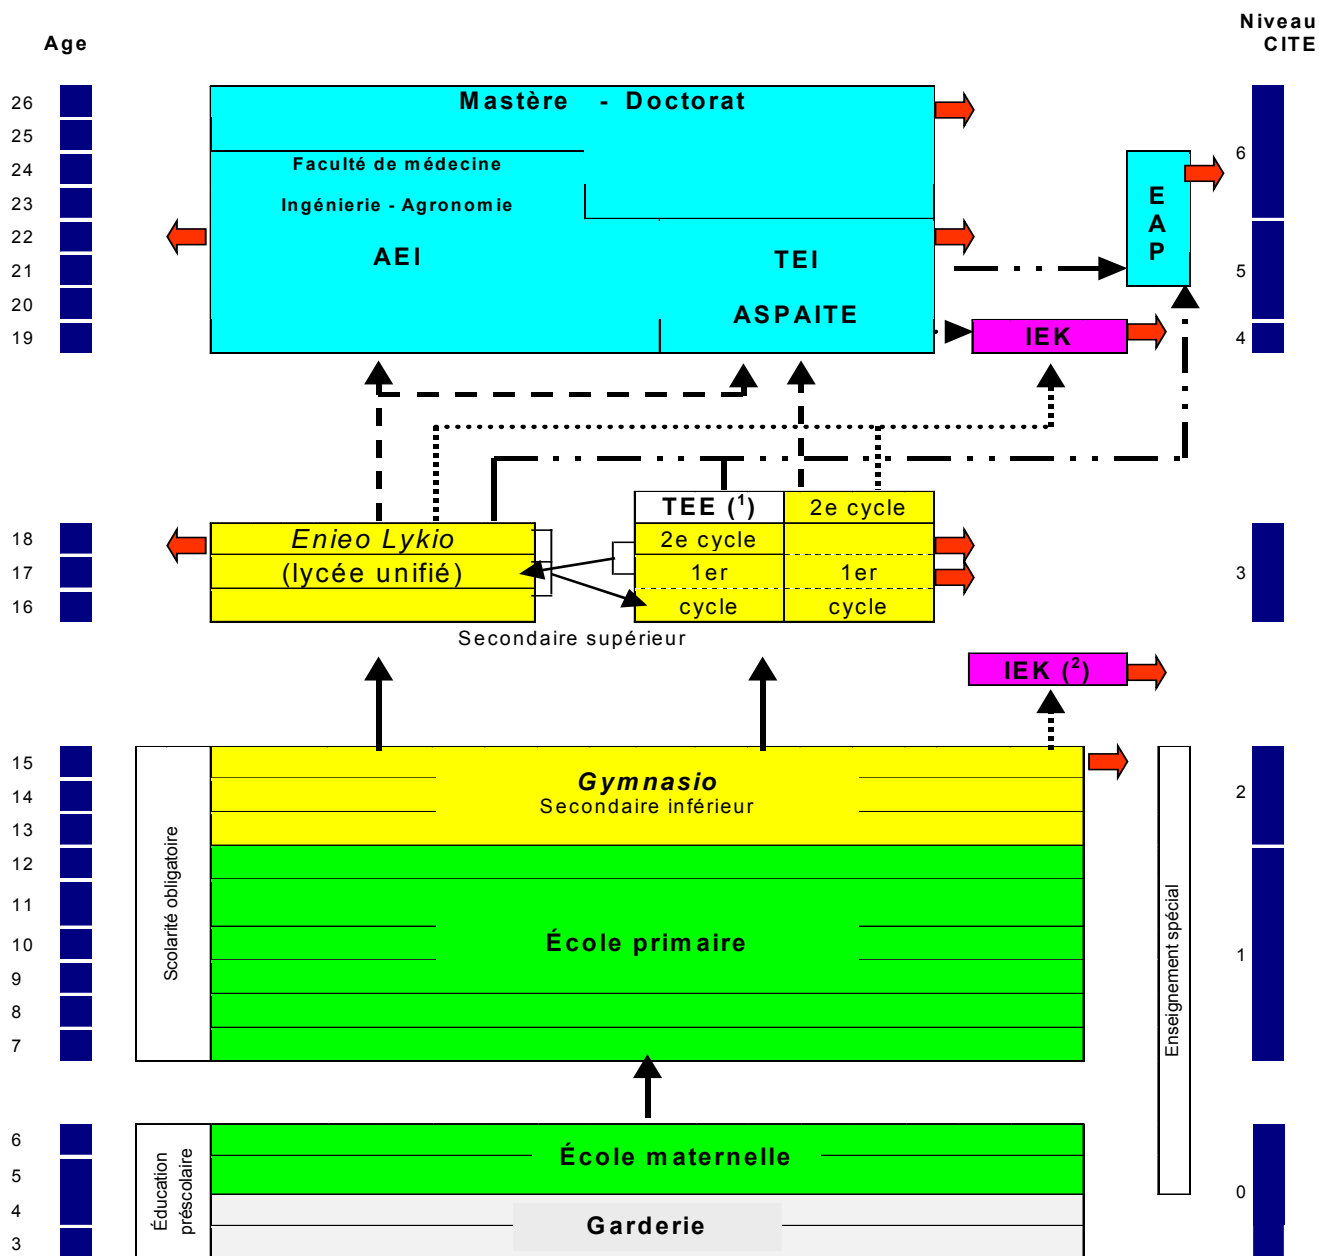 Niveau
CITE
Age
26
Mastère - Doctorat
25
6
24
Faculté de médecine
23
Ingénierie - Agronomie
E
A
P
22
AEI
TEI
21
5
20
ASPAITE
19
IEK
4
TEE (¹)
2e cycle
18
Enieo Lykio
2e cycle
17
(lycée unifié)
1er
1er
3
16
cycle
cycle
Secondaire supérieur
IEK (²)
15
Gymnasio
14
Secondaire inférieur
2
13
12
Scolarité obligatoire
11
10
École primaire
1
9
8
7
Enseignement spécial
6
École maternelle
5
Éducation
préscolaire
0
4
Garderie
3